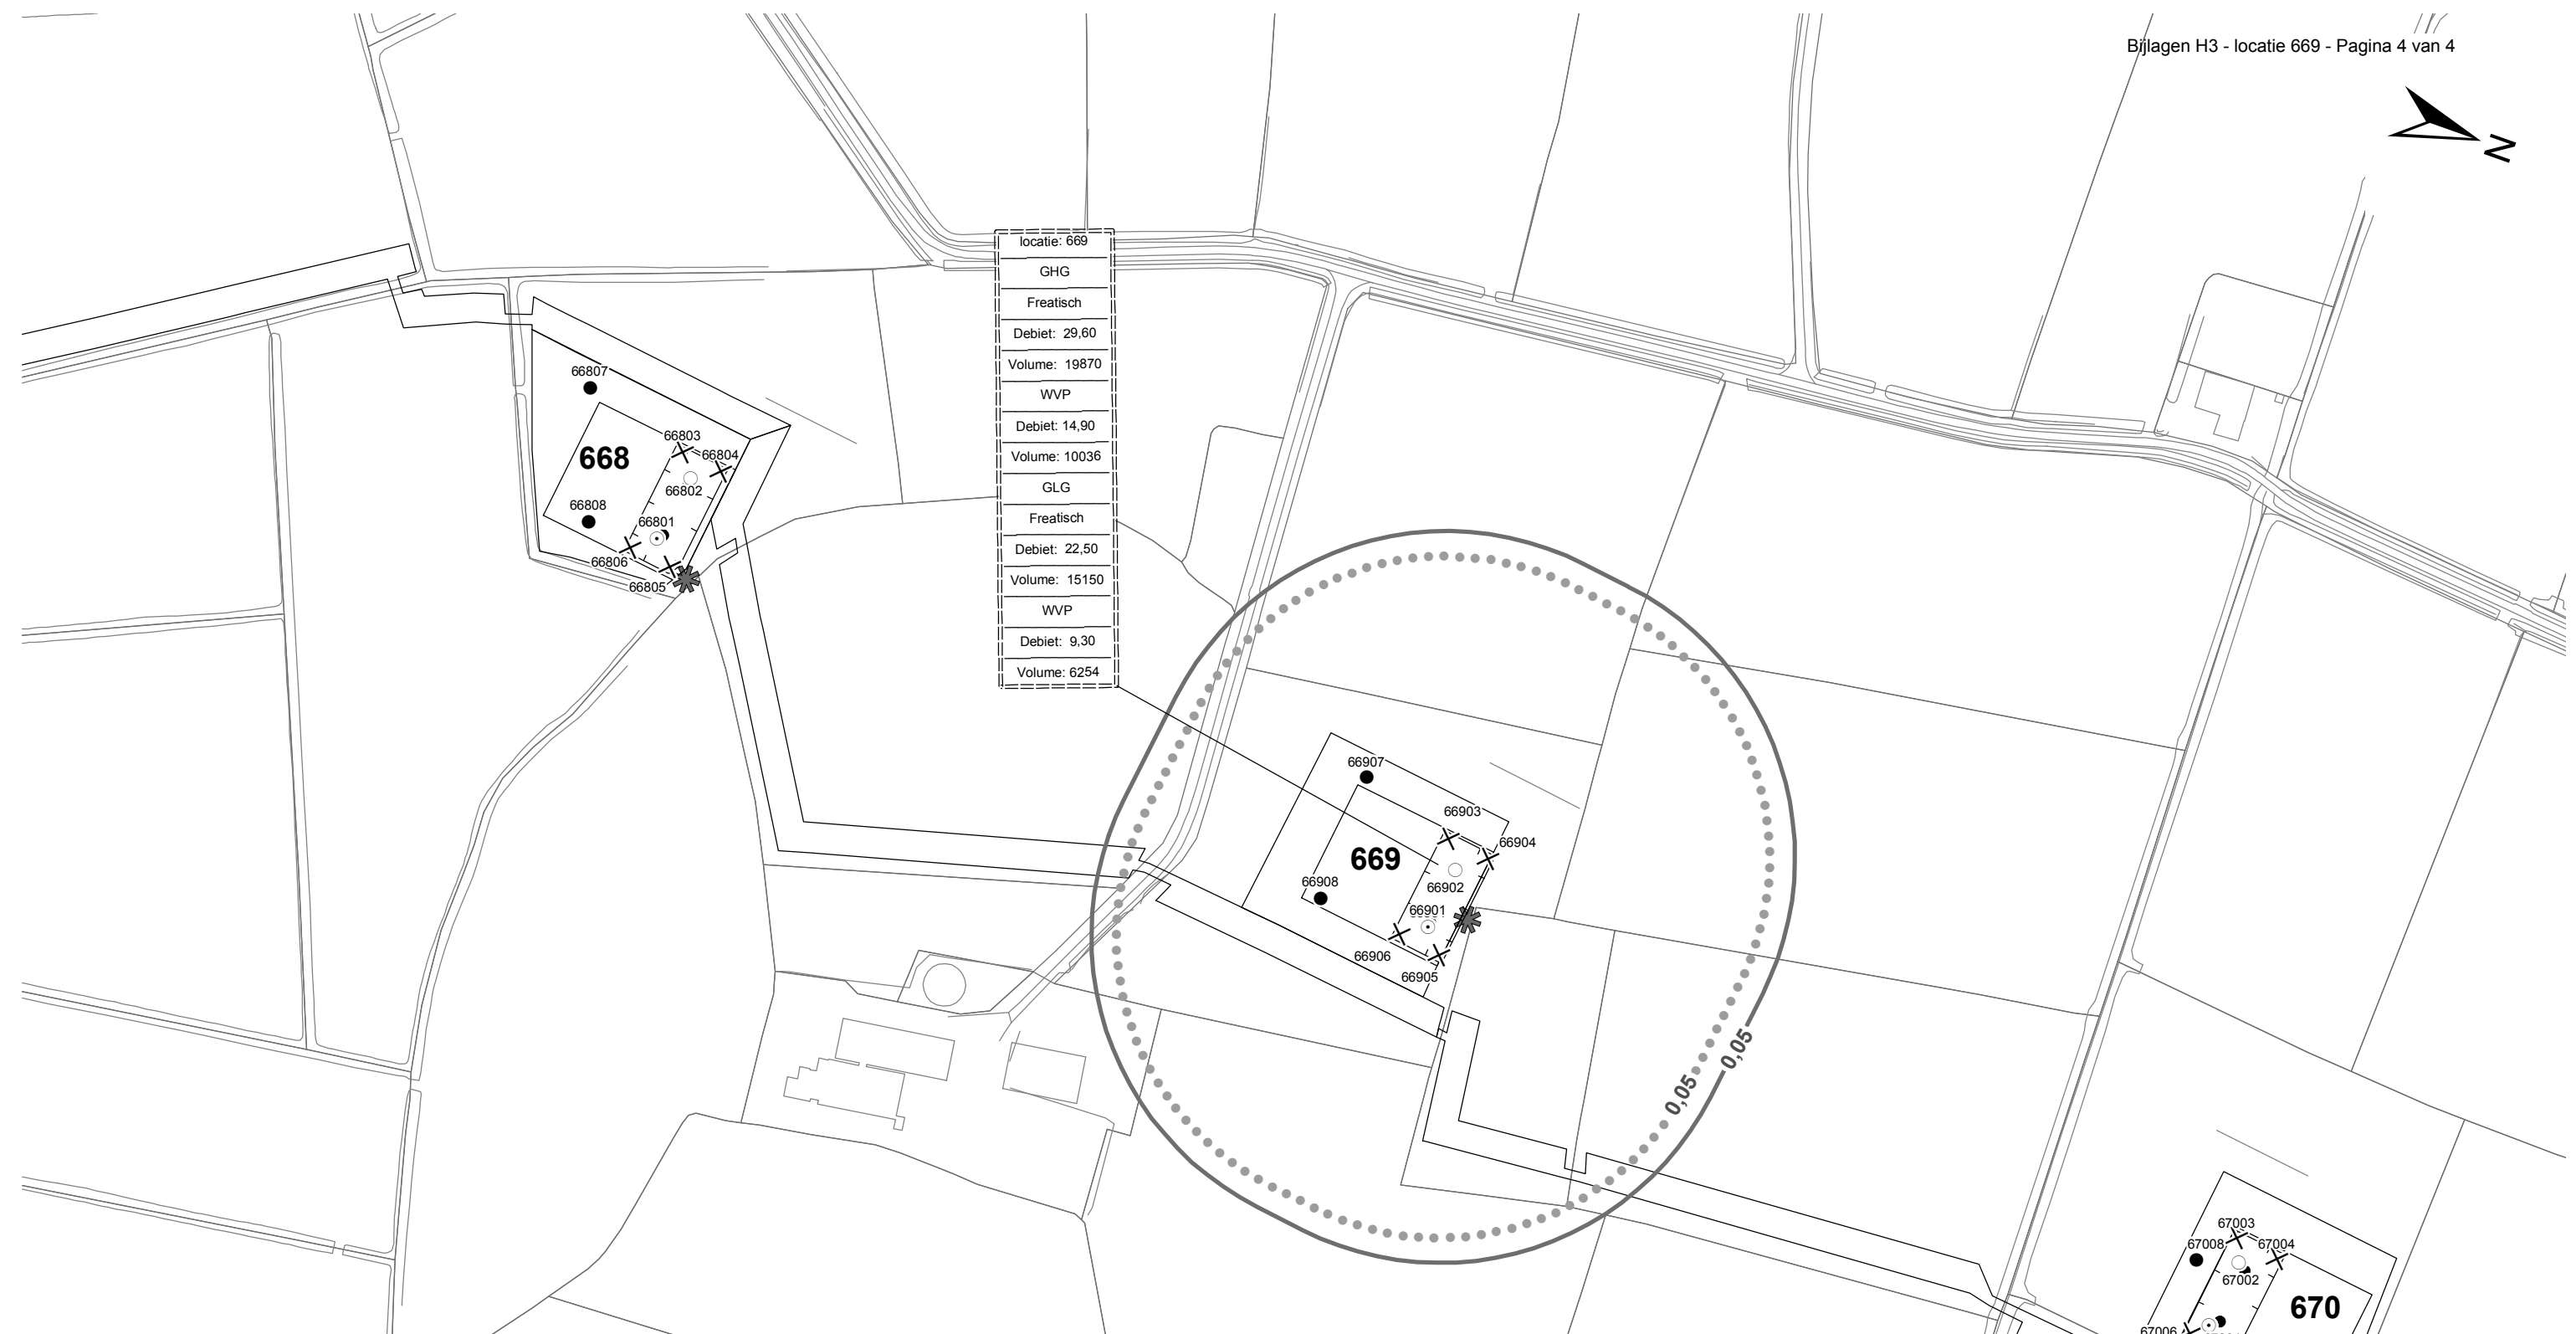 Bijlagen H3 - locatie 669 - Pagina 4 van 4
N
locatie: 669
GHG
Freatisch
Debiet: 29,60
Volume: 19870
WVP
Debiet: 14,90
Volume: 10036
GLG
Freatisch
Debiet: 22,50
Volume: 15150
WVP
Debiet: 9,30
Volume: 6254
66807
66803
668
66804
66802
66808
66801
66806
66805
66907
66903
66904
669
66908
66902
66901
66906
66905
0,05
0,05
67003
67008
67004
67002
670
67006